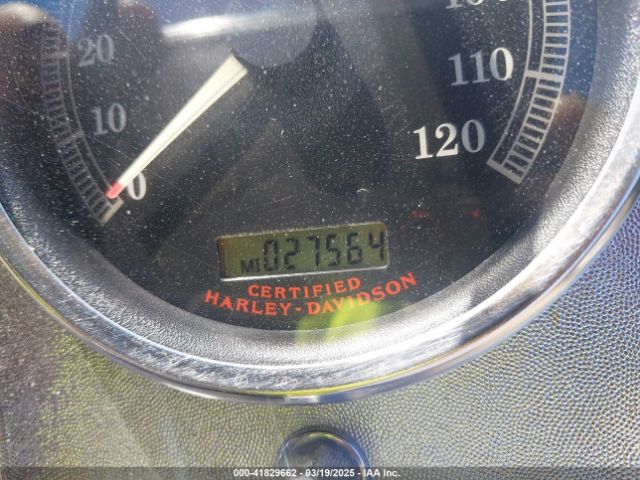 20
10
0
110
120
MI 027564
CERTIFIED
HARLEY-DAVIDSON
000-41829662 - 03/19/2025 - IAA Inc.